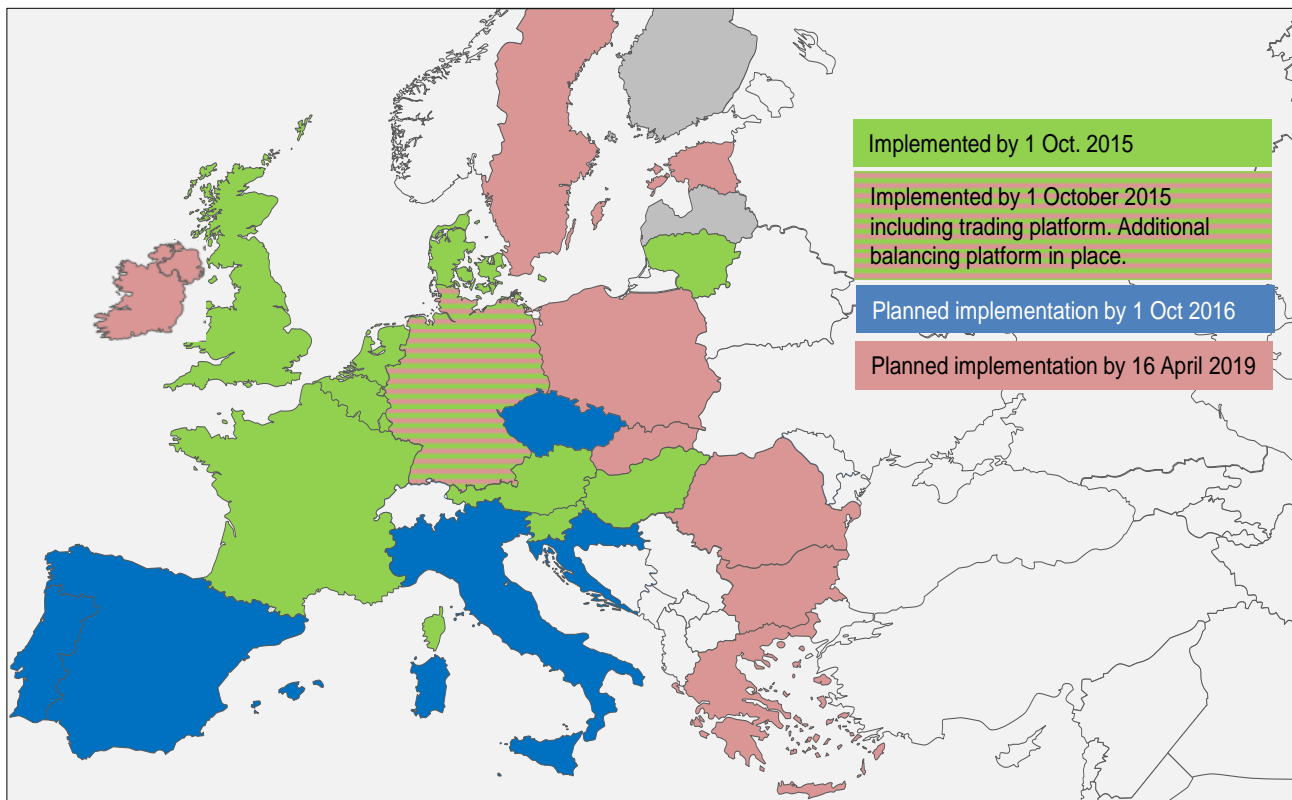 Implemented by 1 Oct. 2015
Implemented by 1 October 2015
including trading platform. Additional
balancing platform in place.
Planned implementation by 1 Oct 2016
Planned implementation by 16 April 2019